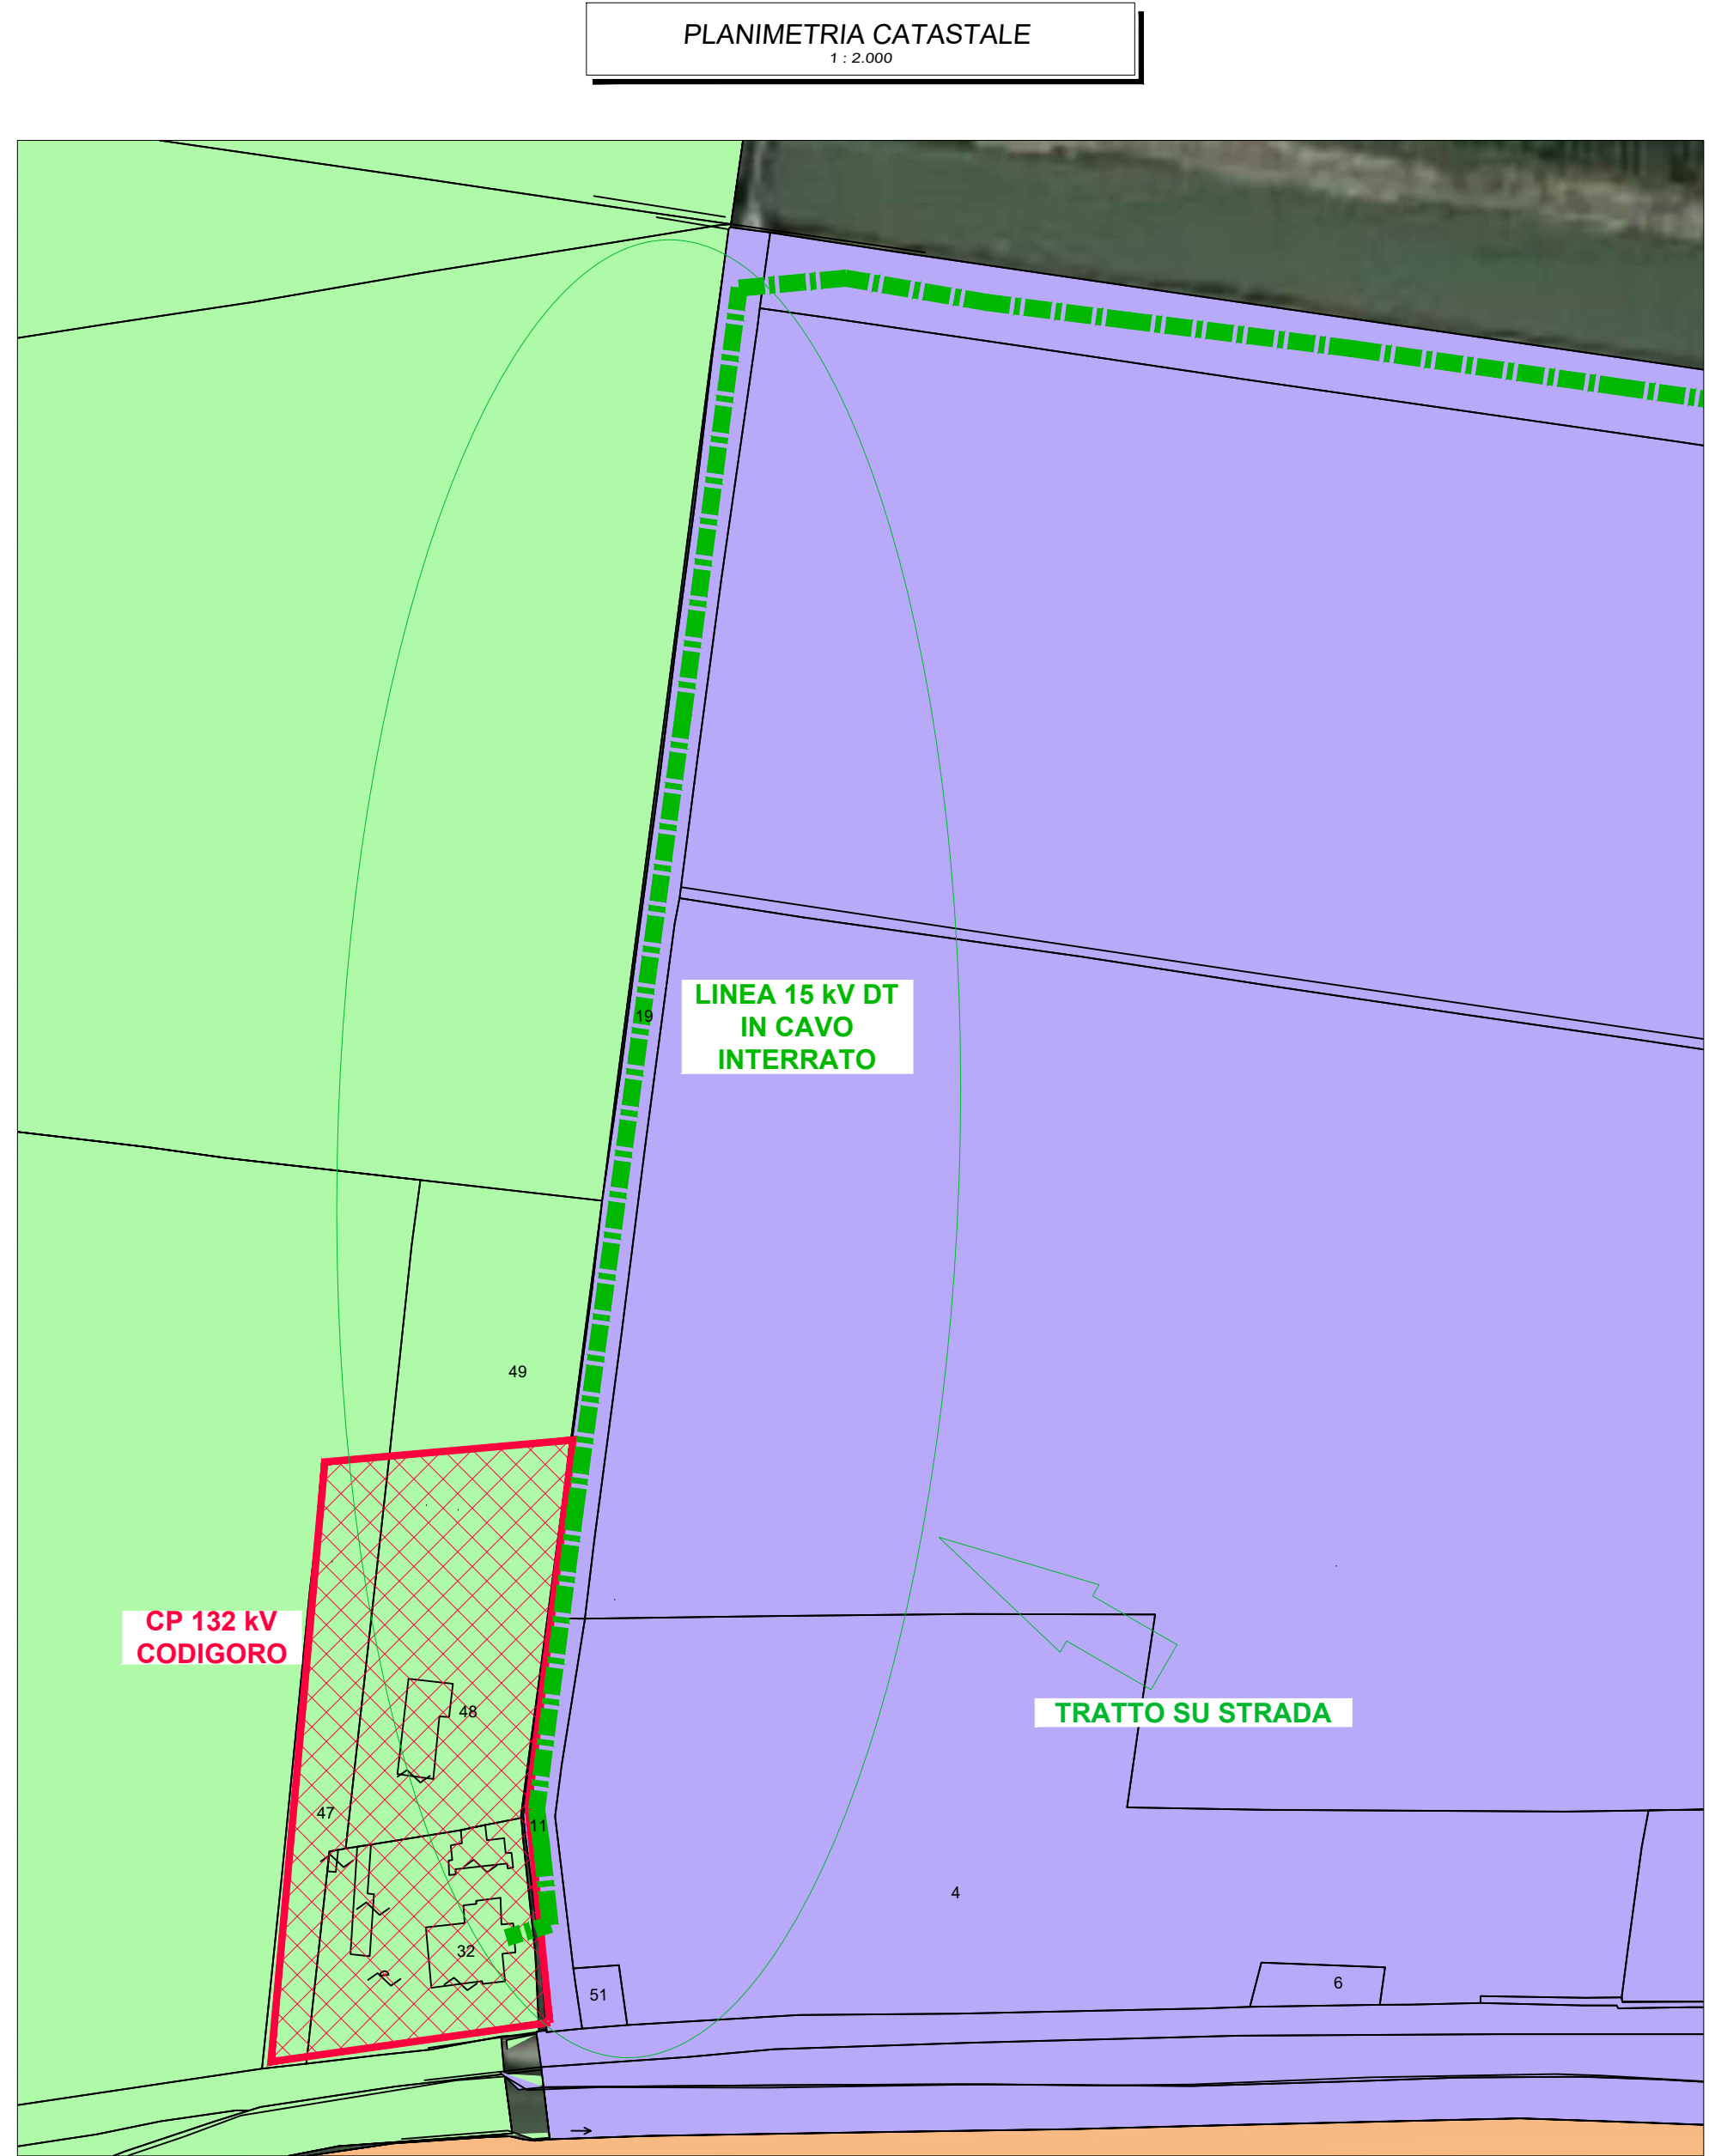 PLANIMETRIA CATASTALE
1 : 2.000
19
LINEA 15 kV DT
IN CAVO
INTERRATO
49
CP 132 kV
CODIGORO
48
TRATTO SU STRADA
47
11
4
32
51
6